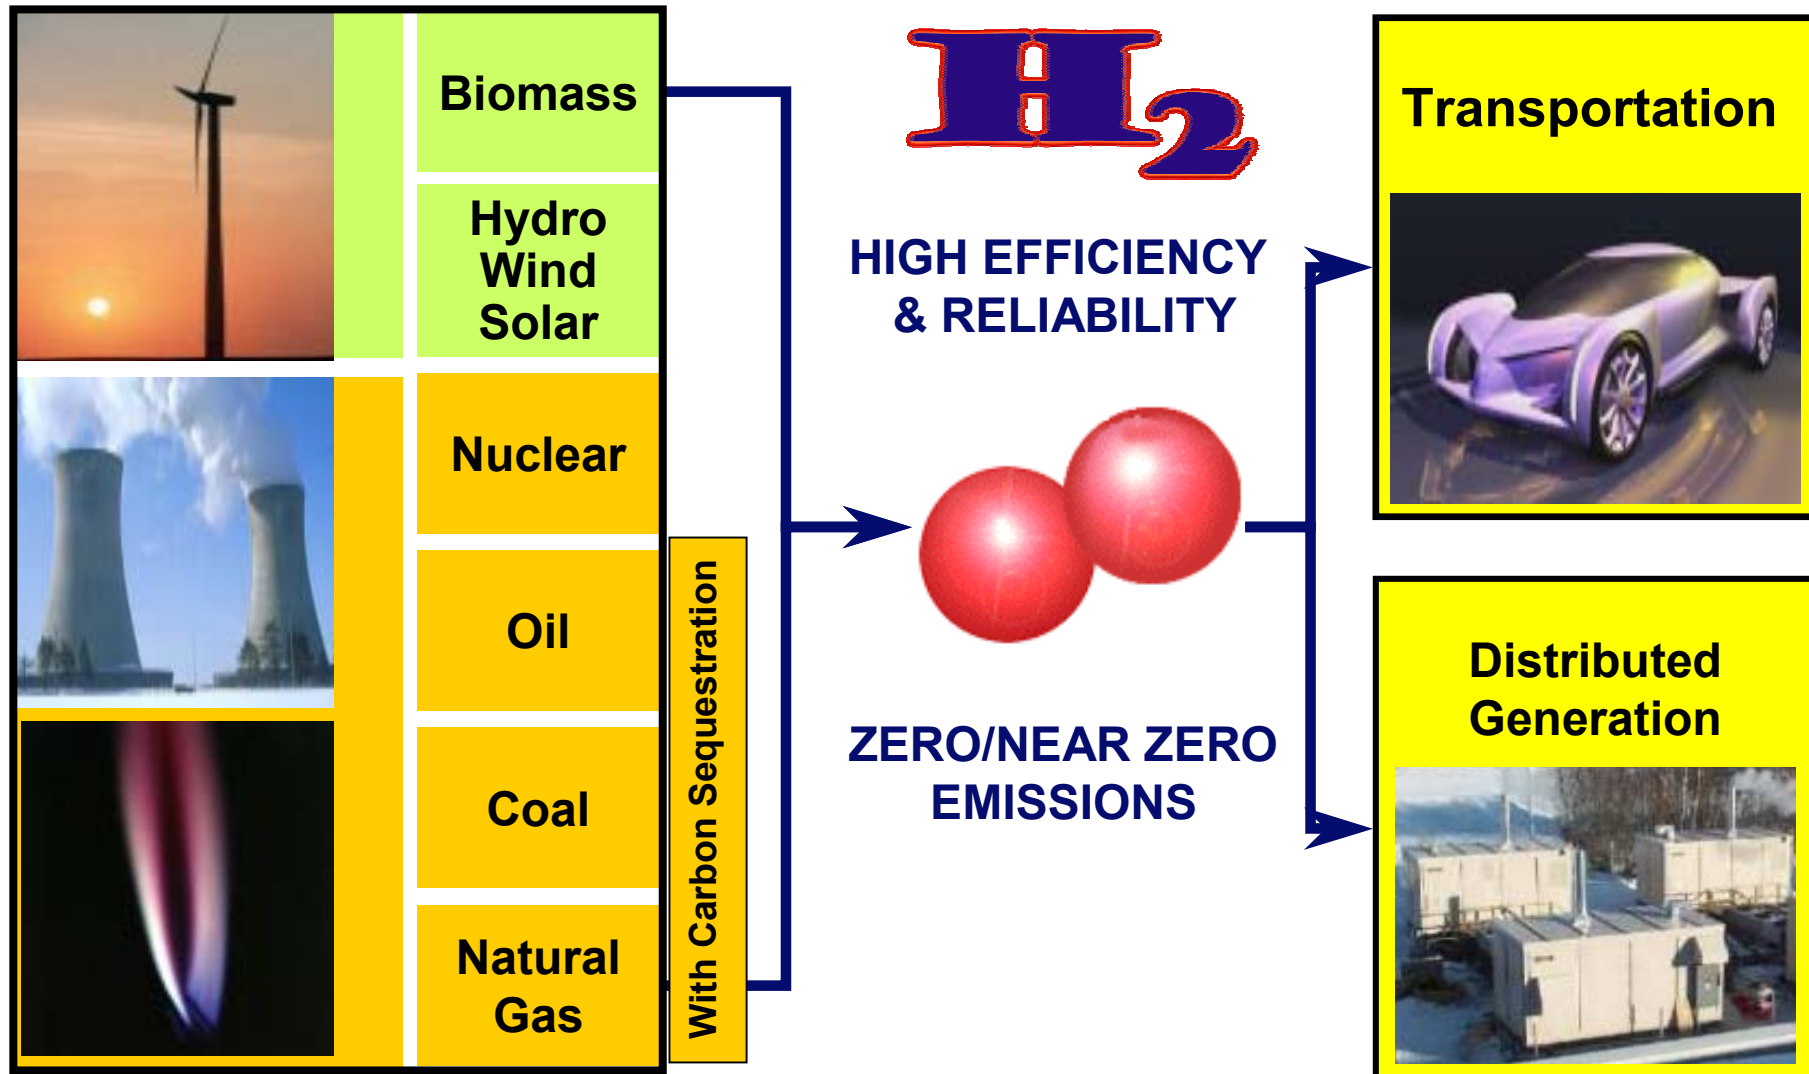 Biomass
Hydro
Wind
Solar
Nuclear
Oil
Coal
Natural
Gas
With Carbon Sequestration
H2
HIGH EFFICIENCY
& RELIABILITY
ZERO/NEAR ZERO
EMISSIONS
Transportation
Distributed
Generation